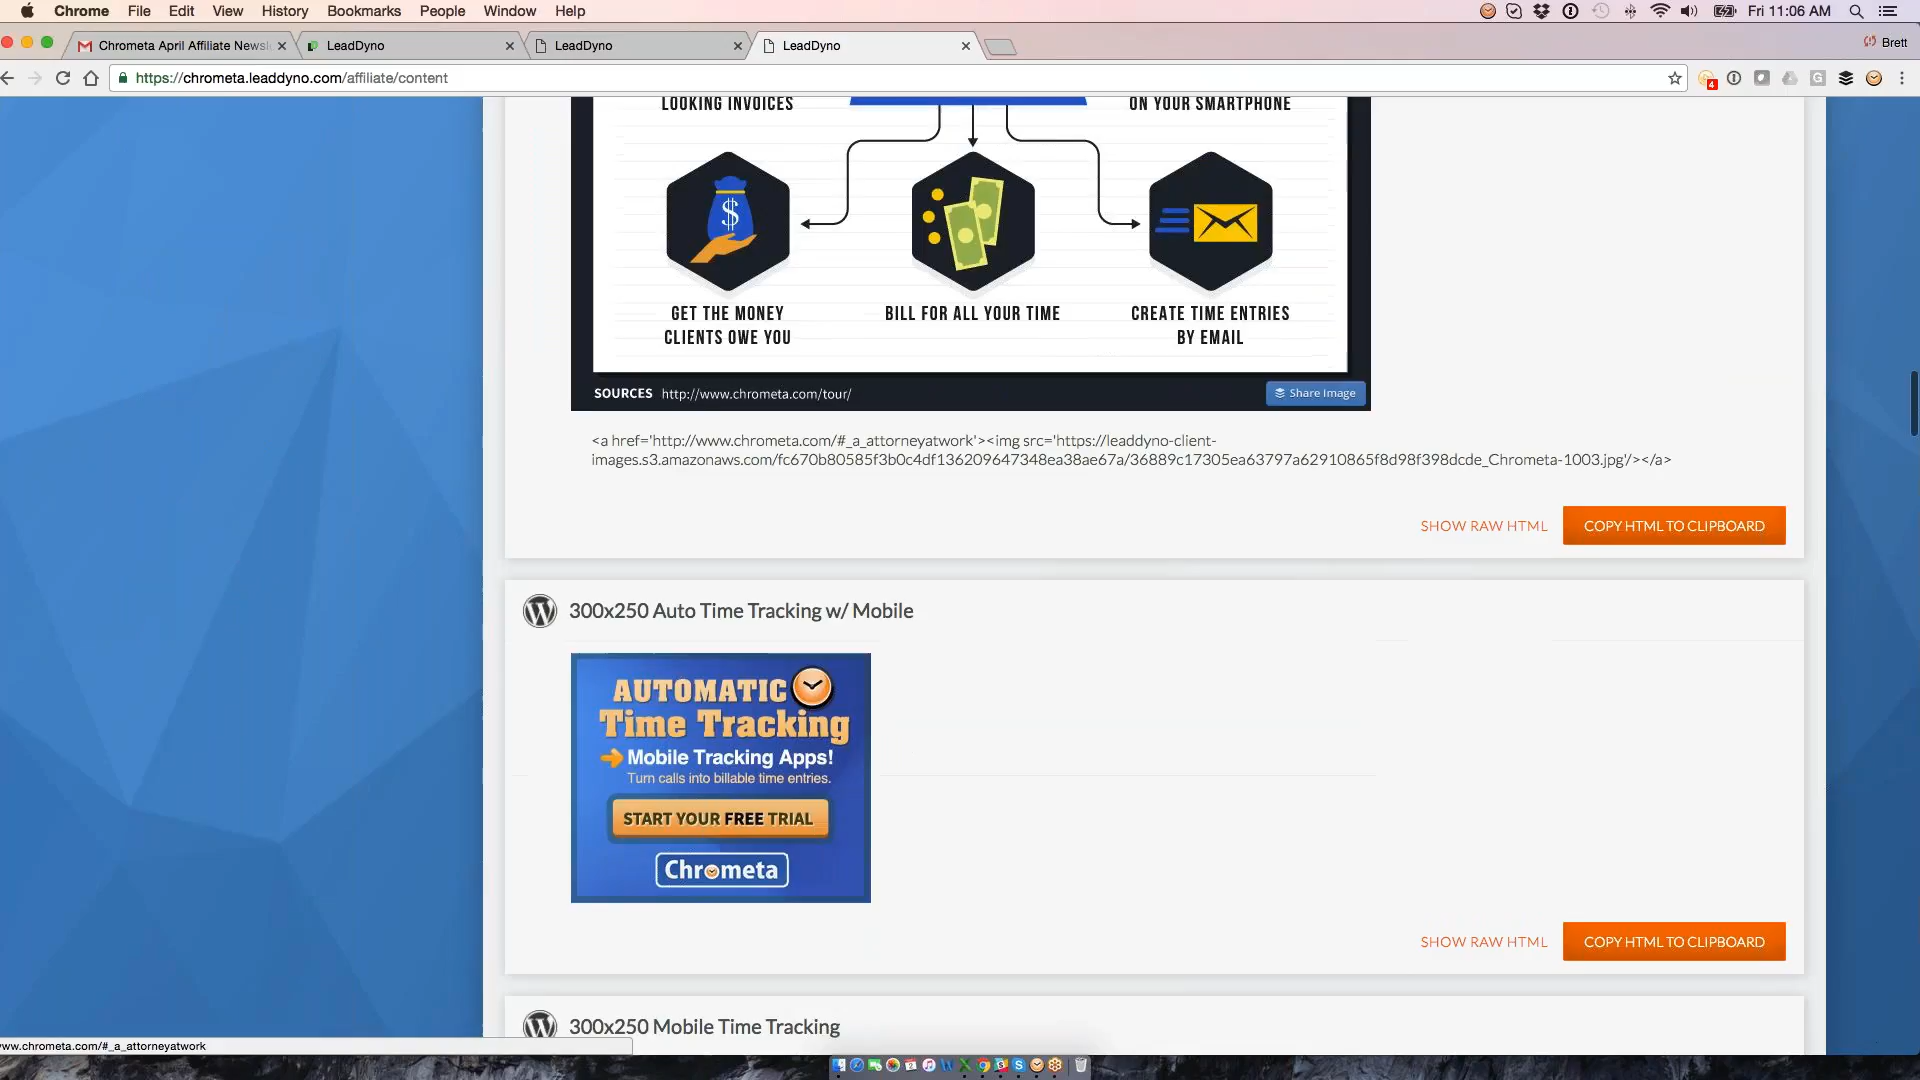 Chrome File Edit View History Bookmarks People Window Help Fri 11:06 AM
Chrometa April Affiliate Newsl LeadDyno LeadDyno LeadDyno Brett
https://chrometa.leaddyno.com/affiliate/content
4
LOOKING INVOICES ON YOUR SMARTPHONE
GET THE MONEY BILL FOR ALL YOUR TIME CREATE TIME ENTRIES
CLIENTS OWE YOU BY EMAIL
SOURCES http://www.chrometa.com/tour/ Share Image
<a href='http://www.chrometa.com/#_a_attorneyatwork'><img src='https://leaddyno-client-
images.s3.amazonaws.com/fc670b80585f3b0c4df136209647348ea38ae67a/36889c17305ea63797a62910865f8d98f398dcde_Chrometa-1003.jpg'/></a>
SHOW RAW HTML COPY HTML TO CLIPBOARD
300x250 Auto Time Tracking w/ Mobile
AUTOMATIC
Time Tracking
Mobile Tracking Apps!
Turn calls into billable time entries.
START YOUR FREE TRIAL
Chrometa
SHOW RAW HTML COPY HTML TO CLIPBOARD
300x250 Mobile Time Tracking
www.chrometa.com/#_a_attorneyatwork